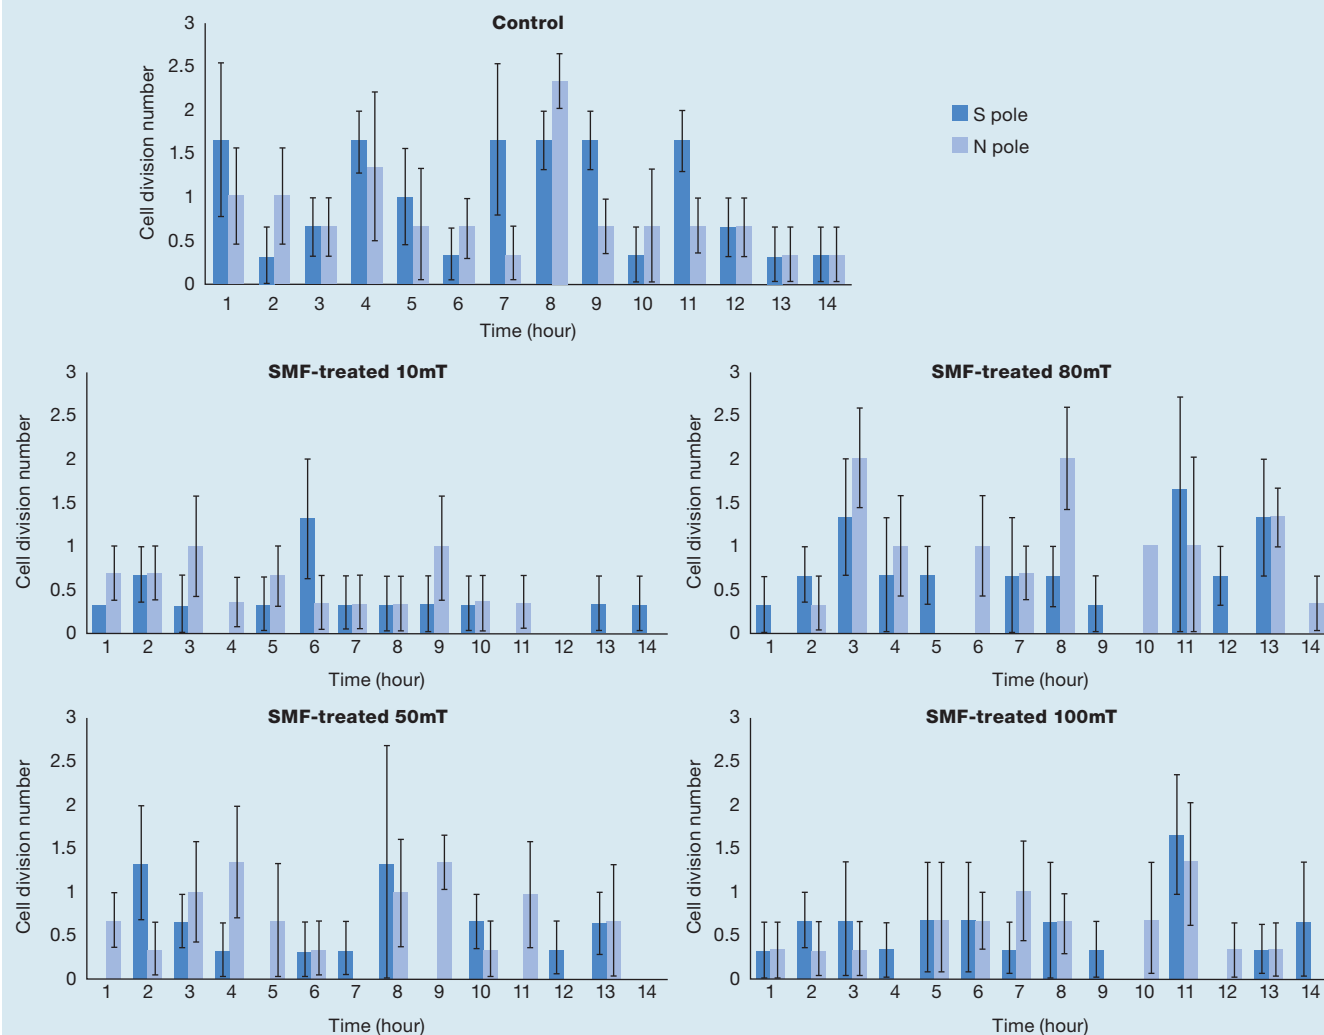 Control
3
2.5
2
1.5
1
0.5
0
Cell division number
1 2 3 4 5 6 7 8 9 10 11 12 13 14
Time (hour)
S pole
N pole
SMF-treated 10mT
3
2.5
2
1.5
1
0.5
0
Cell division number
1 2 3 4 5 6 7 8 9 10 11 12 13 14
Time (hour)
SMF-treated 80mT
3
2.5
2
1.5
1
0.5
0
Cell division number
1 2 3 4 5 6 7 8 9 10 11 12 13 14
Time (hour)
SMF-treated 50mT
3
2.5
2
1.5
1
0.5
0
Cell division number
1 2 3 4 5 6 7 8 9 10 11 12 13 14
Time (hour)
SMF-treated 100mT
3
2.5
2
1.5
1
0.5
0
Cell division number
1 2 3 4 5 6 7 8 9 10 11 12 13 14
Time (hour)